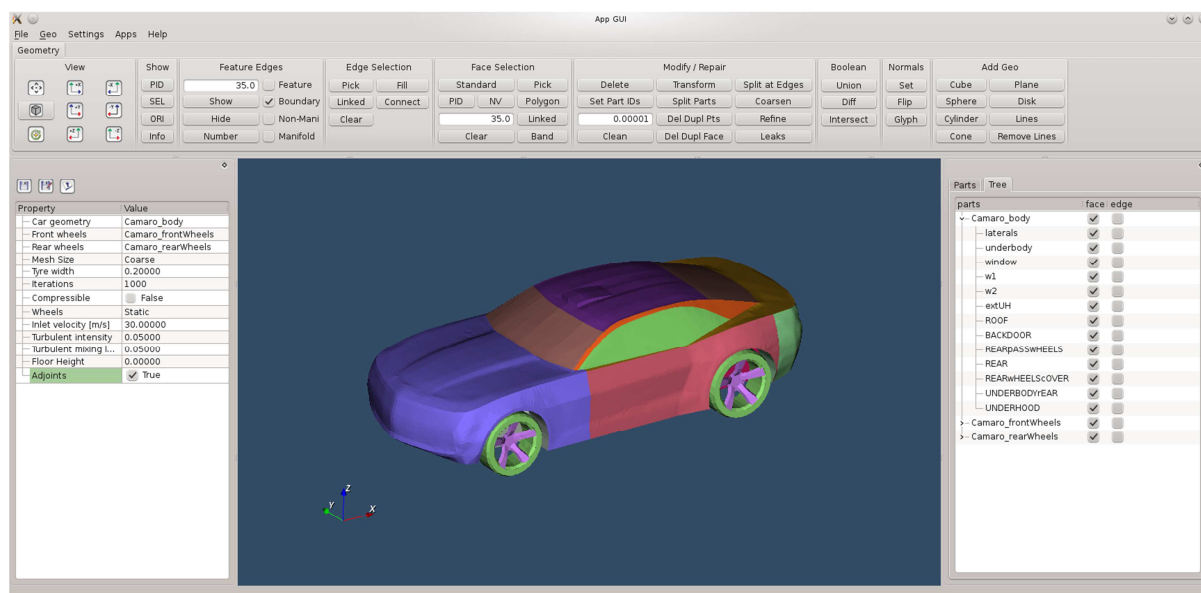 App GUI
File Geo Settings Apps Help
Geometry
View Show Feature Edges Edge Selection Face Selection Modify / Repair Boolean Normals Add Geo
PID 35.0 Feature Pick Fill Standard Pick Delete Transform Split at Edges Union Set Cube Plane
SEL Show Boundary Linked Connect PID NV Polygon Set Part IDs Split Parts Coarsen Diff Flip Sphere Disk
ORI Hide Non-Mani Clear 35.0 Linked 0.00001 Del Dupl Pts Refine Intersect Glyph Cylinder Lines
Info Number Manifold Clear Band Clean Del Dupl Face Leaks Cone Remove Lines
Property Value
Car geometry Camaro_body
Front wheels Camaro_frontWheels
Rear wheels Camaro_rearWheels
Mesh Size Coarse
Tyre width 0.20000
Iterations 1000
Compressible False
Wheels Static
Inlet velocity [m/s] 30.00000
Turbulent intensity 0.05000
Turbulent mixing l... 0.05000
Floor Height 0.00000
Adjoints True
Z
Y
X
Parts Tree
parts face edge
Camaro_body
laterals
underbody
window
w1
w2
extUH
ROOF
BACKDOOR
REARpASSwHEELS
REAR
REARwHEELScOVER
UNDERBODYrEAR
UNDERHOOD
Camaro_frontWheels
Camaro_rearWheels